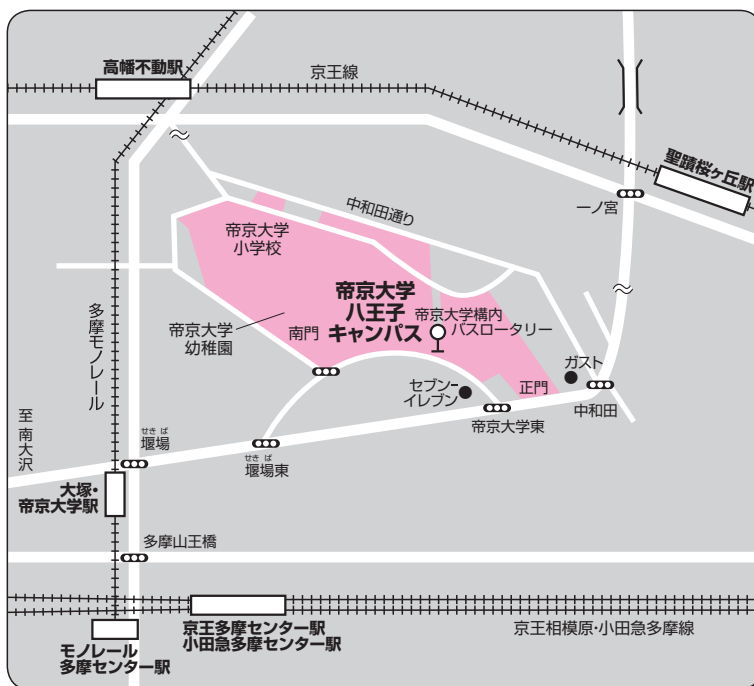 高幡不動駅
京王線
聖蹟桜ヶ丘駅
一ノ宮
中和田通り
帝京大学
小学校
帝京大学
八王子
キャンパス
帝京大学構内
バスロータリー
帝京大学
幼稚園
南門
多摩モノレール
ガスト
セブン-
イレブン
正門
中和田
帝京大学東
至 南大沢
せきば
堰場
せきば
堰場東
大塚・
帝京大学駅
多摩山王橋
京王多摩センター駅
小田急多摩センター駅
京王相模原・小田急多摩線
モノレール
多摩センター駅